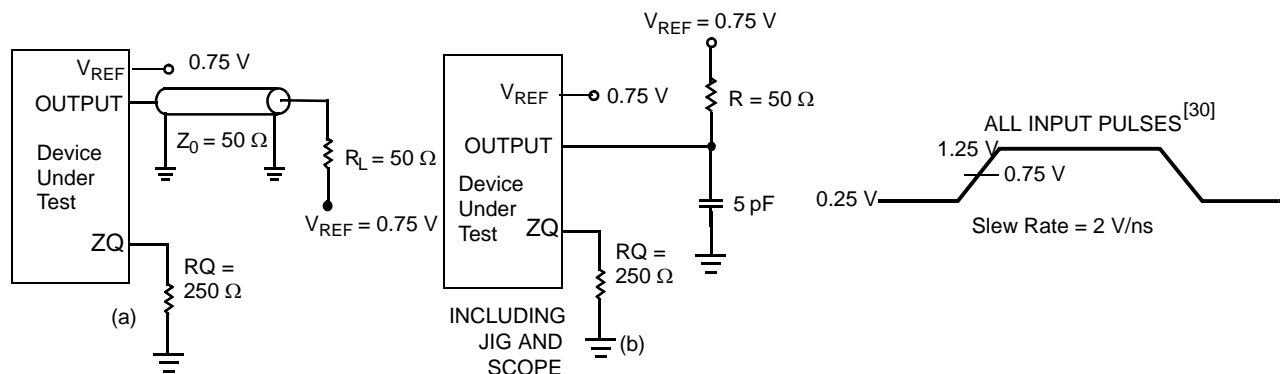 V_REF 0.75 V
OUTPUT
Z_0 = 50 Ω
Device
Under
Test
R_L = 50 Ω
V_REF = 0.75 V
ZQ
RQ =
250 Ω
(a)
V_REF = 0.75 V
R = 50 Ω
V_REF 0.75 V
OUTPUT
Device
Under
Test
5 pF
ZQ
RQ =
250 Ω
INCLUDING
JIG AND
SCOPE
(b)
ALL INPUT PULSES[30]
1.25 V
0.75 V
0.25 V
Slew Rate = 2 V/ns